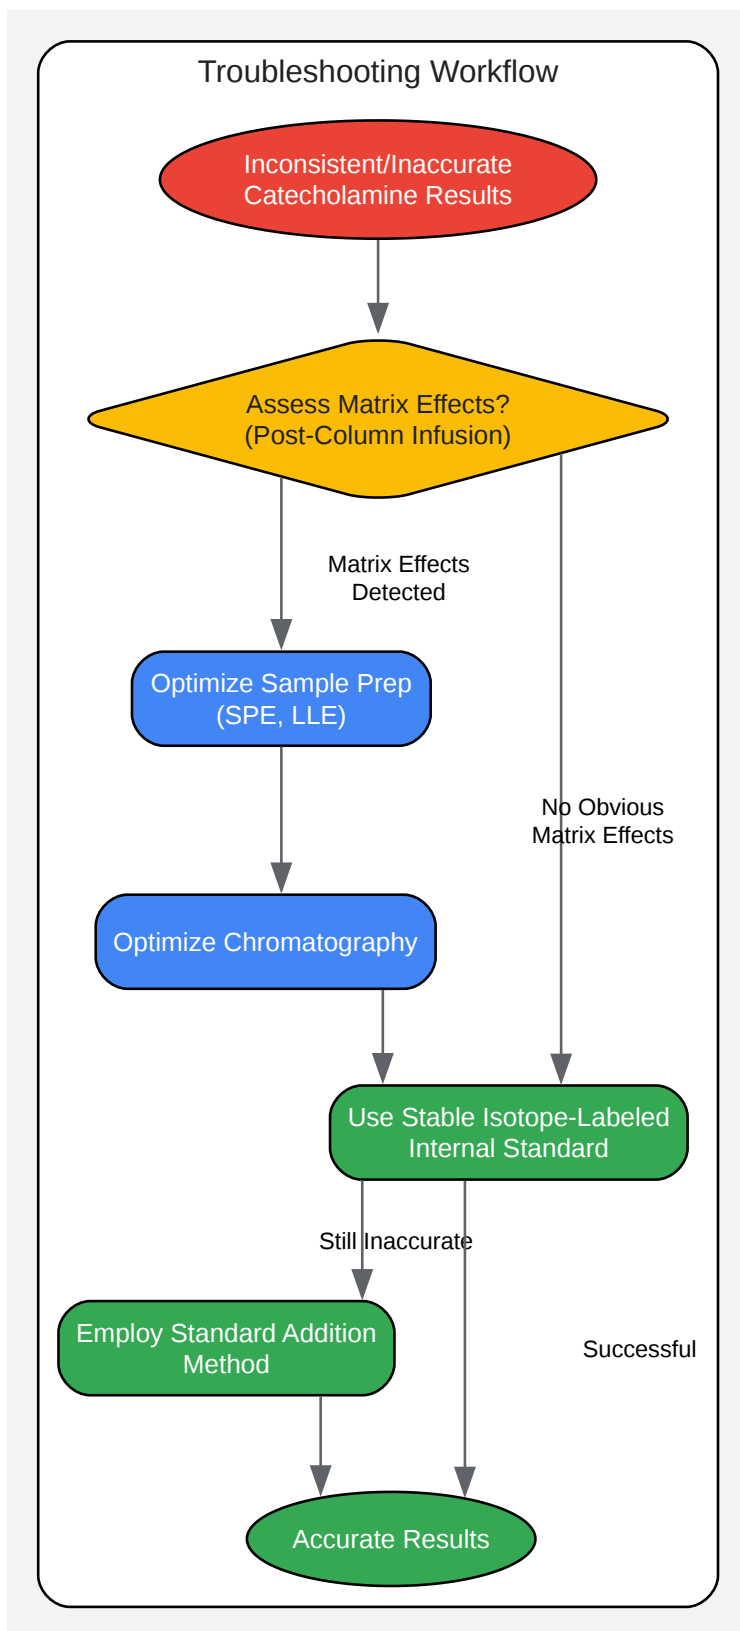 Troubleshooting Workflow
Inconsistent/Inaccurate
Catecholamine Results
Assess Matrix Effects?
(Post-Column Infusion)
Matrix Effects
Detected
Optimize Sample Prep
(SPE, LLE)
No Obvious
Matrix Effects
Optimize Chromatography
Use Stable Isotope-Labeled
Internal Standard
Still Inaccurate
Employ Standard Addition
Method
Successful
Accurate Results